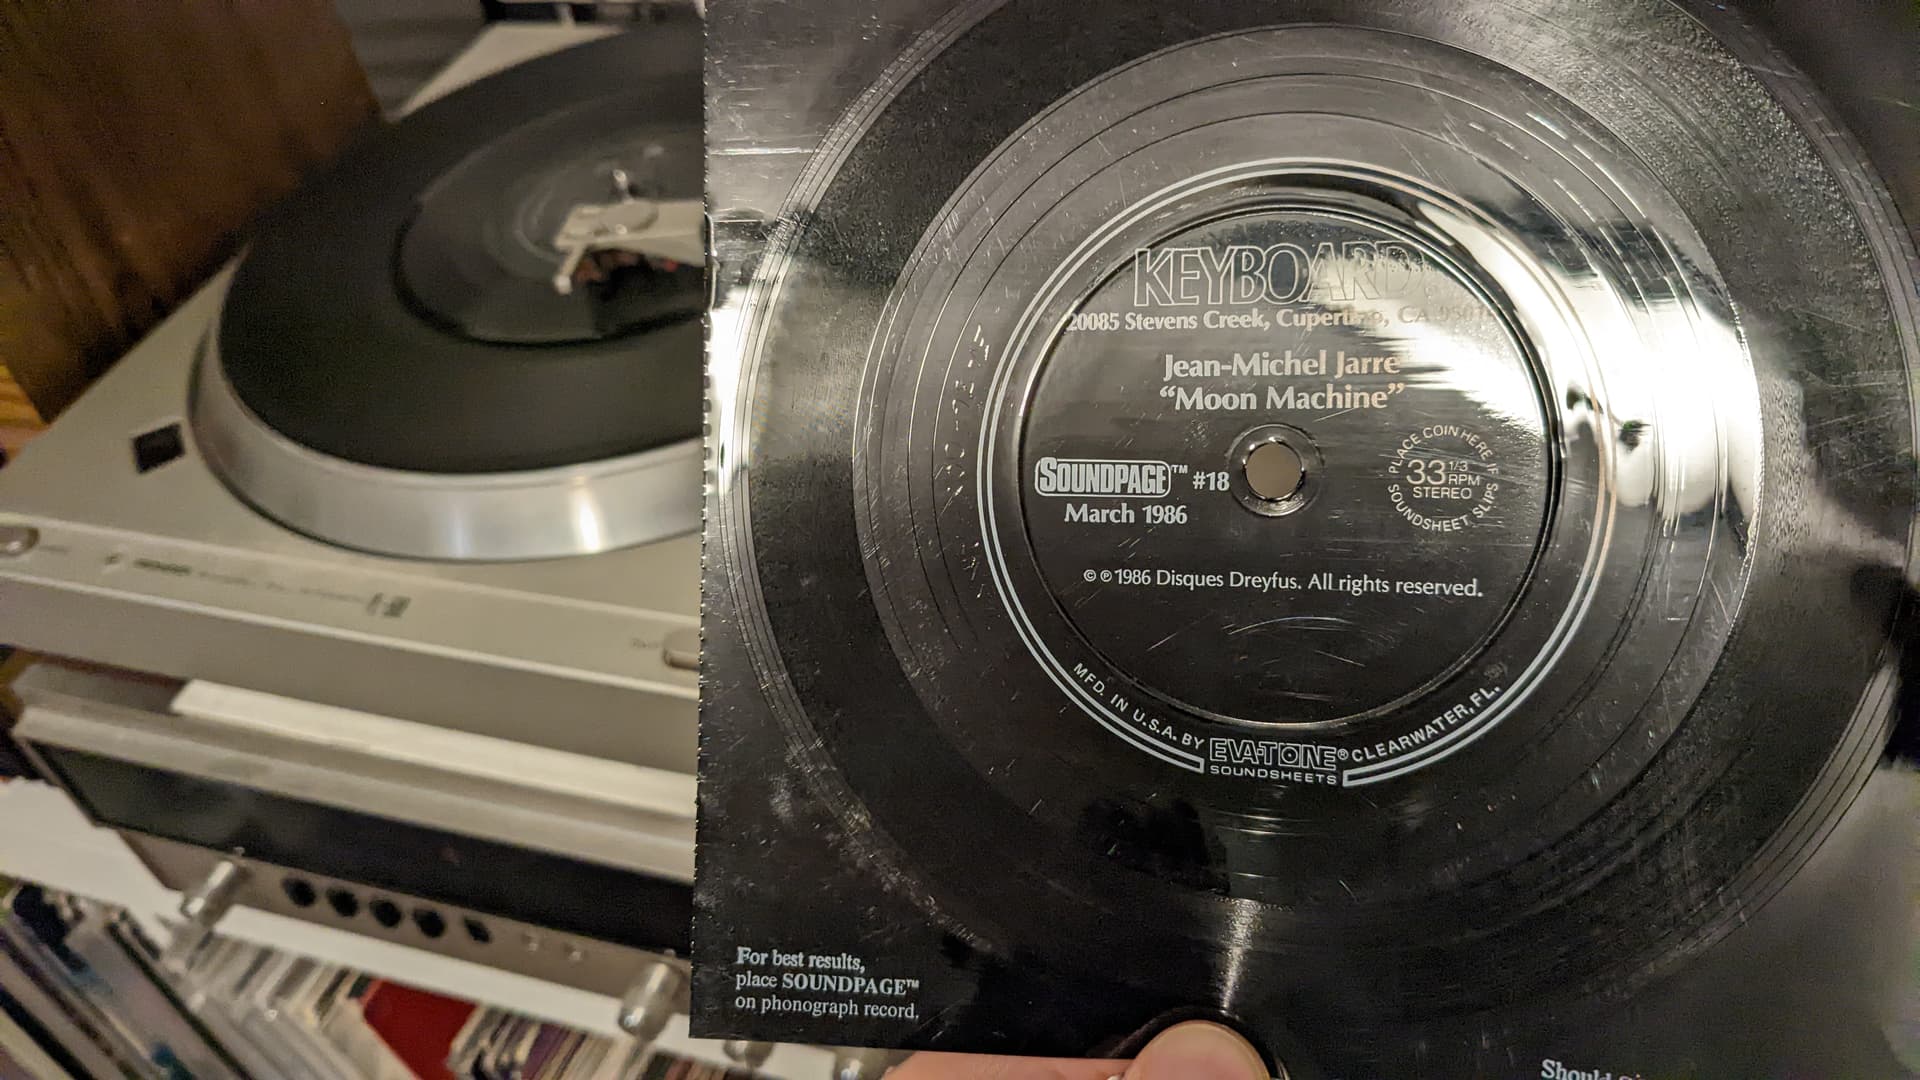 KEYBOARD
20085 Stevens Creek, Cupertino, CA
Jean-Michel Jarre
“Moon Machine”
SOUNDPAGE™ #18
March 1986
PLACE COIN HERE IF
SOUNDSHEET SLIPS
33 1/3
RPM
STEREO
© ℗ 1986 Disques Dreyfus. All rights reserved.
MFD. IN U.S.A. BY EVA-TONE® CLEARWATER, FL.
SOUNDSHEETS
For best results,
place SOUNDPAGE™
on phonograph record.
Should